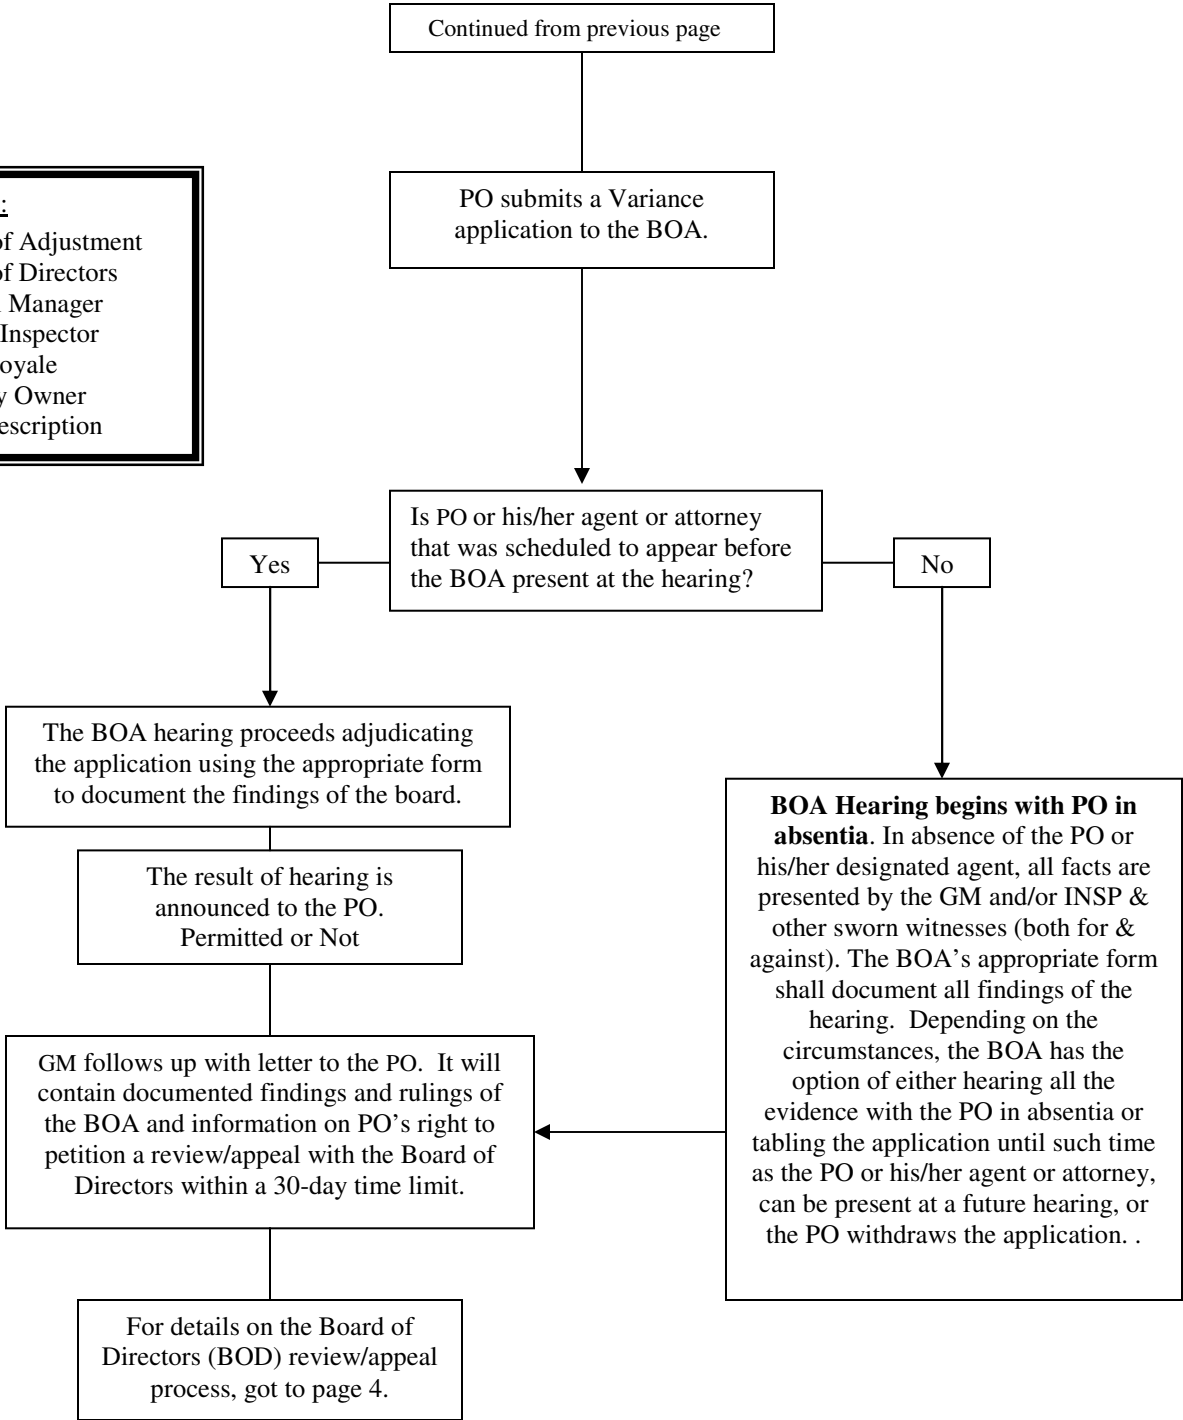 Continued from previous page
:
of Adjustment
of Directors
Manager
Inspector
oyale
y Owner
escription
PO submits a Variance
application to the BOA.
Is PO or his/her agent or attorney
that was scheduled to appear before
the BOA present at the hearing?
Yes
No
The BOA hearing proceeds adjudicating
the application using the appropriate form
to document the findings of the board.
The result of hearing is
announced to the PO.
Permitted or Not
GM follows up with letter to the PO.  It will
contain documented findings and rulings of
the BOA and information on PO's right to
petition a review/appeal with the Board of
Directors within a 30-day time limit.
For details on the Board of
Directors (BOD) review/appeal
process, got to page 4.
BOA Hearing begins with PO in
absentia. In absence of the PO or
his/her designated agent, all facts are
presented by the GM and/or INSP &
other sworn witnesses (both for &
against). The BOA's appropriate form
shall document all findings of the
hearing.  Depending on the
circumstances, the BOA has the
option of either hearing all the
evidence with the PO in absentia or
tabling the application until such time
as the PO or his/her agent or attorney,
can be present at a future hearing, or
the PO withdraws the application. .